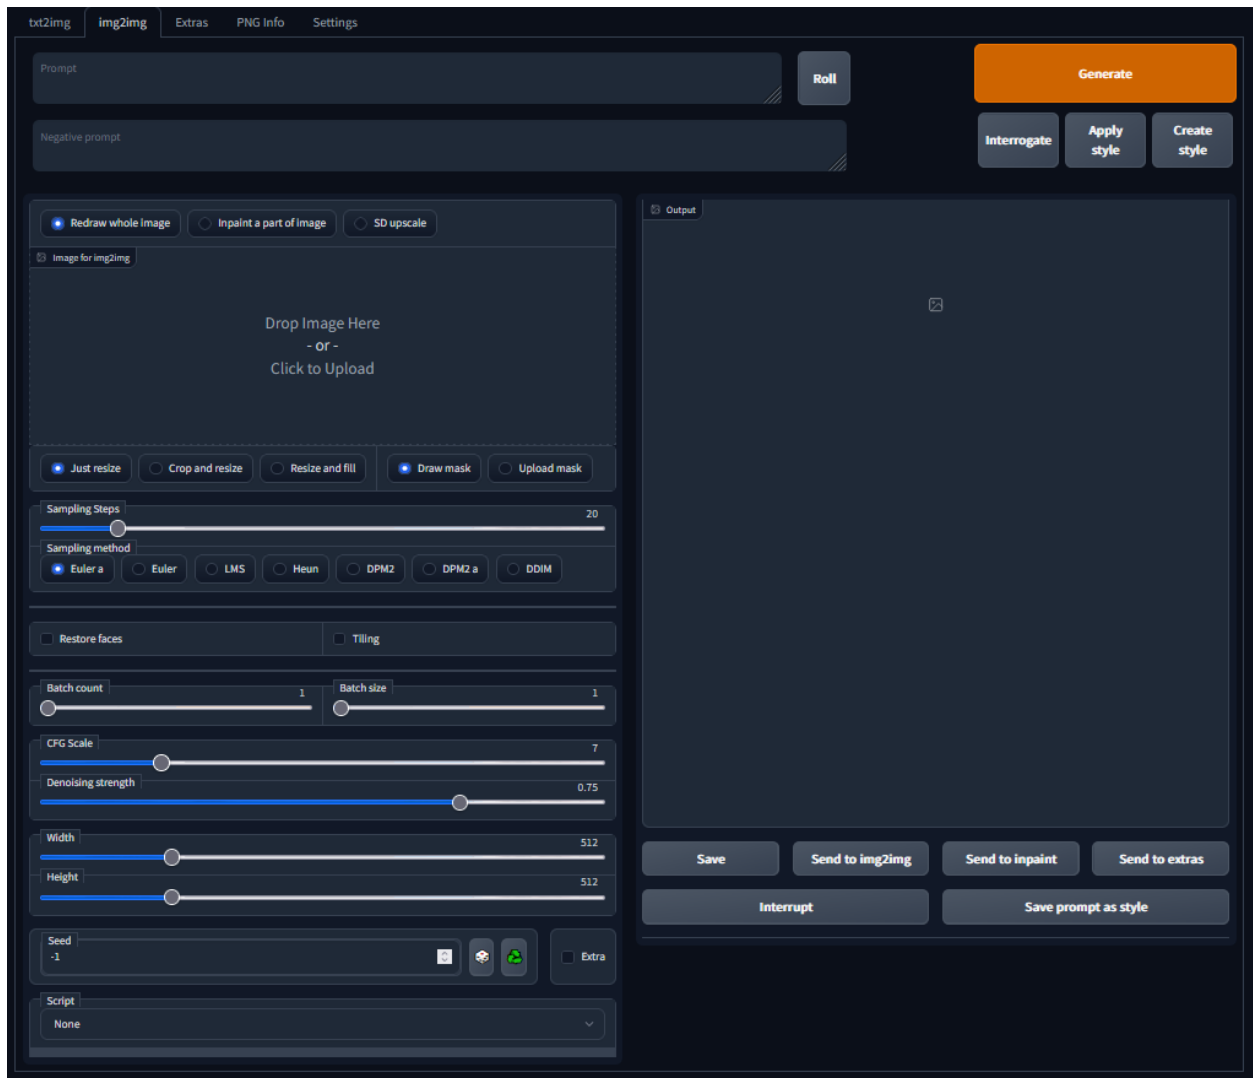 txt2img img2img Extras PNG Info Settings
Prompt
Roll
Generate
Negative prompt
Interrogate
Apply style
Create style
Redraw whole image Inpaint a part of image SD upscale
Image for img2img
Drop Image Here
- or -
Click to Upload
Just resize Crop and resize Resize and fill Draw mask Upload mask
Sampling Steps
20
Sampling method
Euler a Euler LMS Heun DPM2 DPM2 a DDIM
Restore faces Tiling
Batch count
1
Batch size
1
CFG Scale
7
Denoising strength
0.75
Width
512
Height
512
Seed
-1
Extra
Script
None
Output
Save Send to img2img Send to inpaint Send to extras
Interrupt Save prompt as style